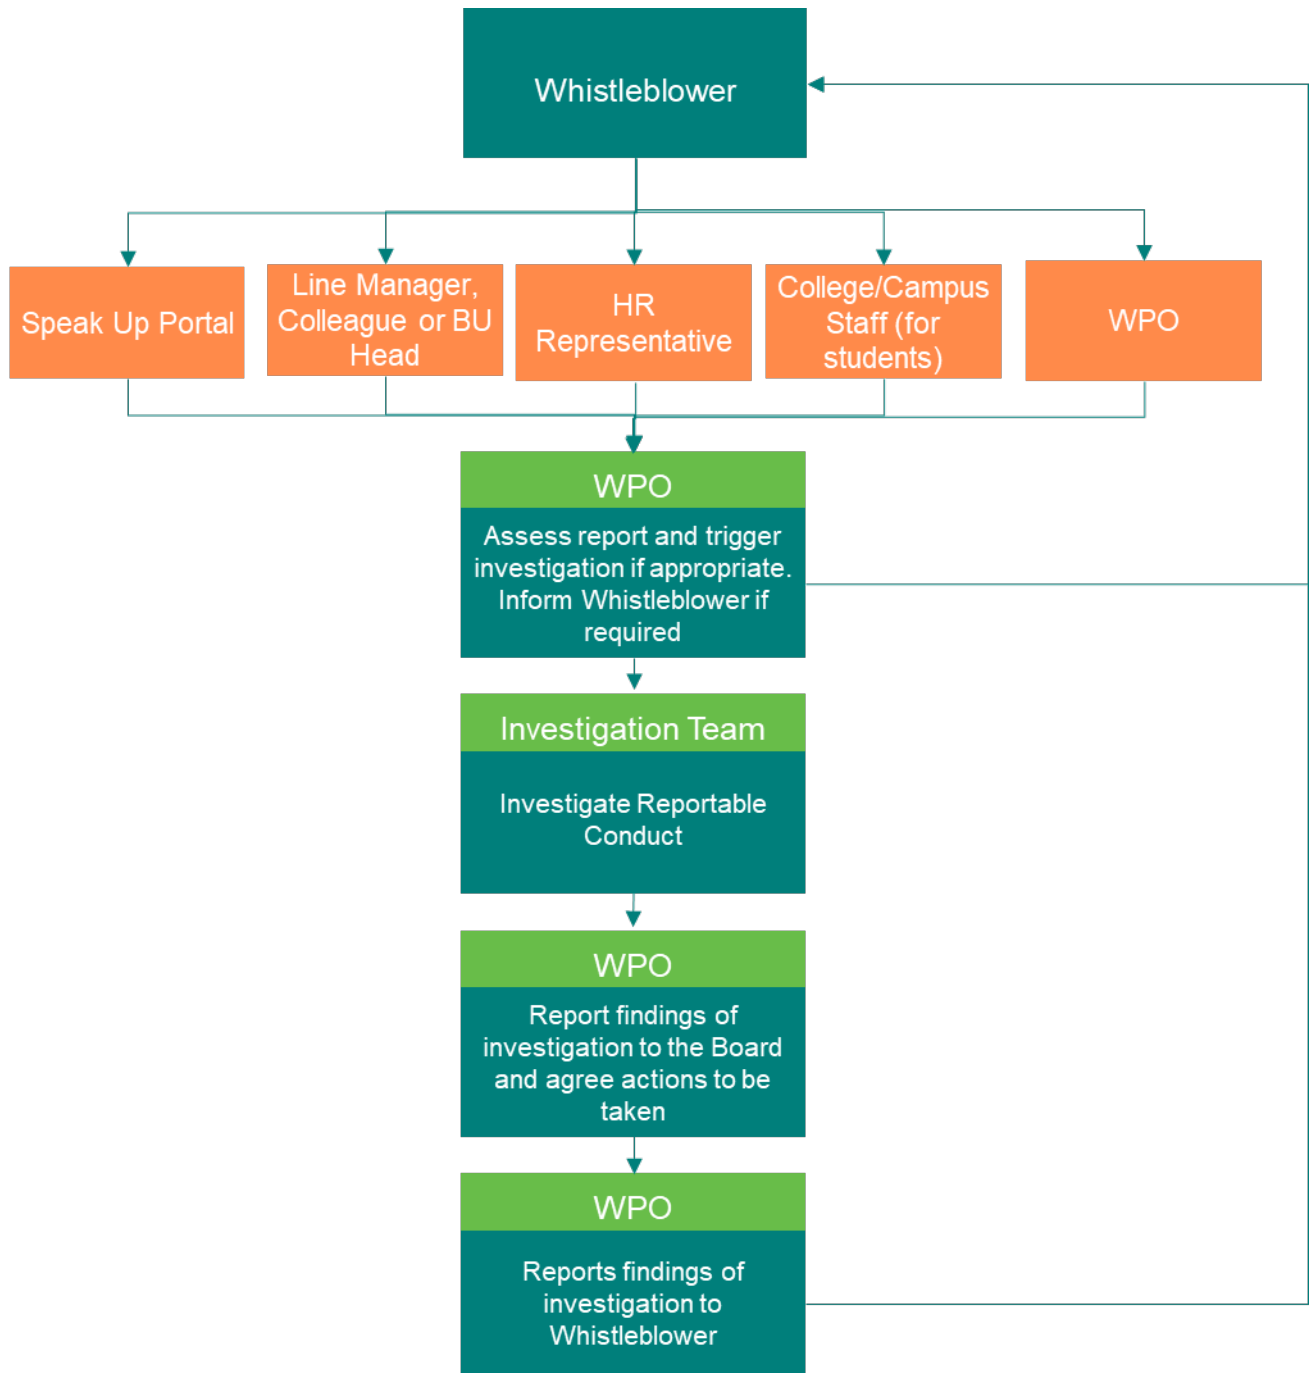 Whistleblower
Speak Up Portal
Line Manager,
Colleague or BU
Head
HR
Representative
College/Campus
Staff (for
students)
WPO
WPO
Assess report and trigger
investigation if appropriate.
Inform Whistleblower if
required
Investigation Team
Investigate Reportable
Conduct
WPO
Report findings of
investigation to the Board
and agree actions to be
taken
WPO
Reports findings of
investigation to
Whistleblower